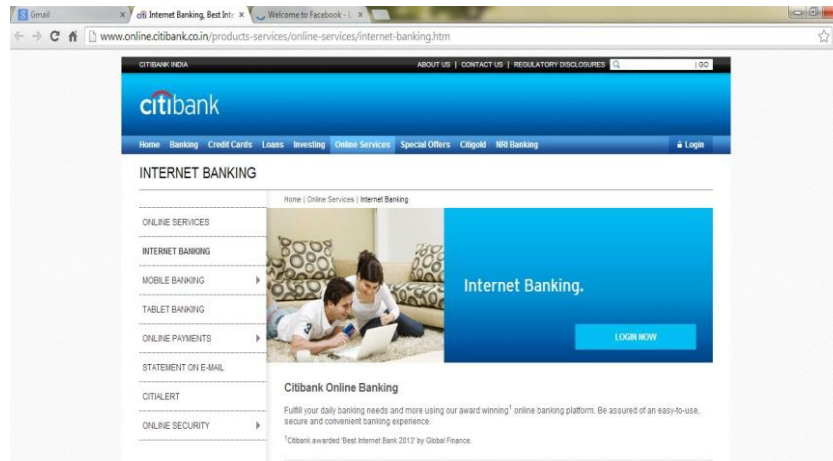 Gmail
citi Internet Banking, Best Inte
Welcome to Facebook - L
www.online.citibank.co.in/products-services/online-services/internet-banking.htm
CITIBANK INDIA
ABOUT US | CONTACT US | REGULATORY DISCLOSURES
GO
citibank
Home Banking Credit Cards Loans Investing Online Services Special Offers Citigold NRI Banking Login
INTERNET BANKING
Home | Online Services | Internet Banking
ONLINE SERVICES
INTERNET BANKING
MOBILE BANKING
TABLET BANKING
ONLINE PAYMENTS
STATEMENT ON E-MAIL
CITIALERT
ONLINE SECURITY
Internet Banking.
LOGIN NOW
Citibank Online Banking
Fulfill your daily banking needs and more using our award winning1 online banking platform. Be assured of an easy-to-use,
secure and convenient banking experience.
1Citibank awarded 'Best Internet Bank 2013' by Global Finance.